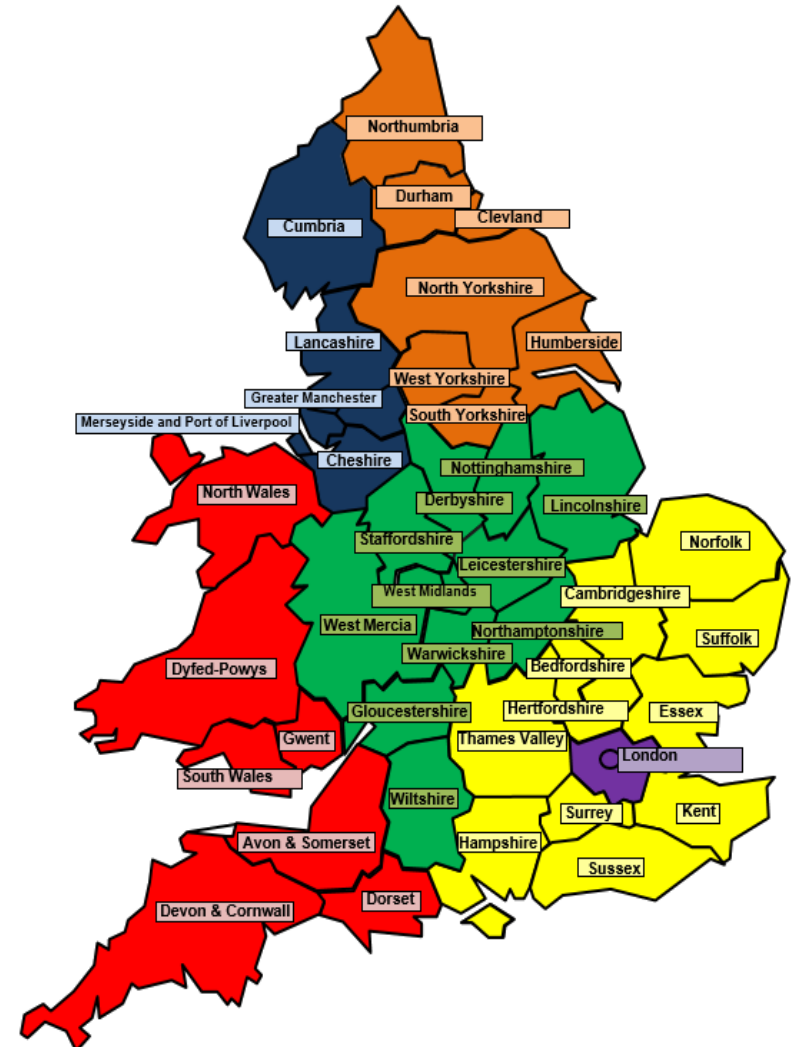 Northumbria
Durham
Clevland
Cumbria
North Yorkshire
Lancashire
Humberside
West Yorkshire
Greater Manchester
South Yorkshire
Merseyside and Port of Liverpool
Cheshire
Nottinghamshire
North Wales
Derbyshire
Lincolnshire
Staffordshire
Norfolk
Leicestershire
West Midlands
Cambridgeshire
West Mercia
Northamptonshire
Suffolk
Warwickshire
Dyfed-Powys
Bedfordshire
Gloucestershire
Hertfordshire
Essex
Gwent
Thames Valley
London
South Wales
Wiltshire
Surrey
Kent
Avon & Somerset
Hampshire
Sussex
Dorset
Devon & Cornwall